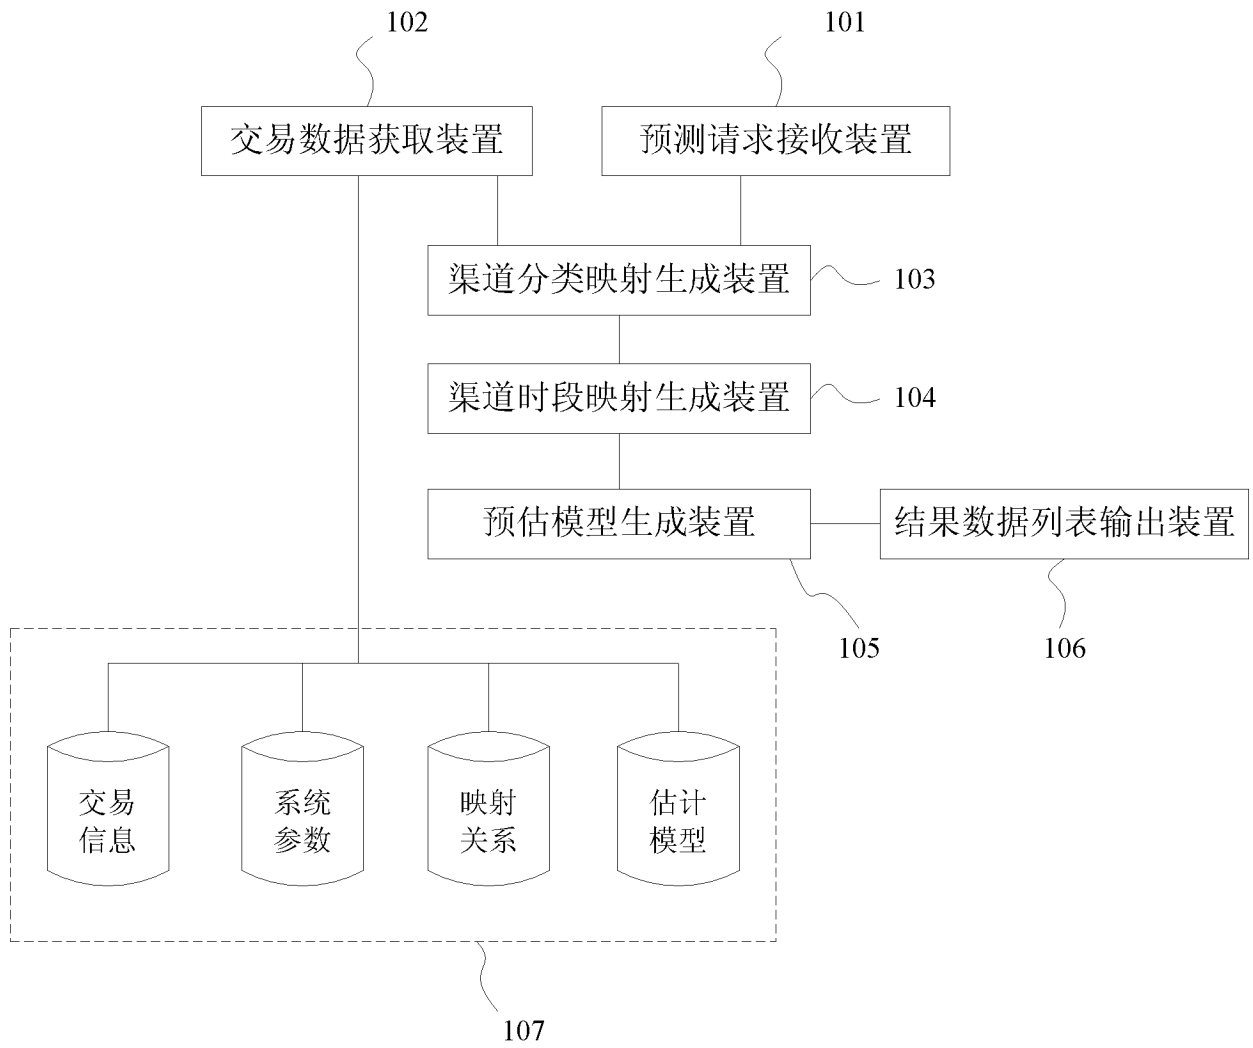 102
101
交易数据获取装置
预测请求接收装置
渠道分类映射生成装置
103
渠道时段映射生成装置
104
预估模型生成装置
结果数据列表输出装置
105
106
交易
信息
系统
参数
映射
关系
估计
模型
107